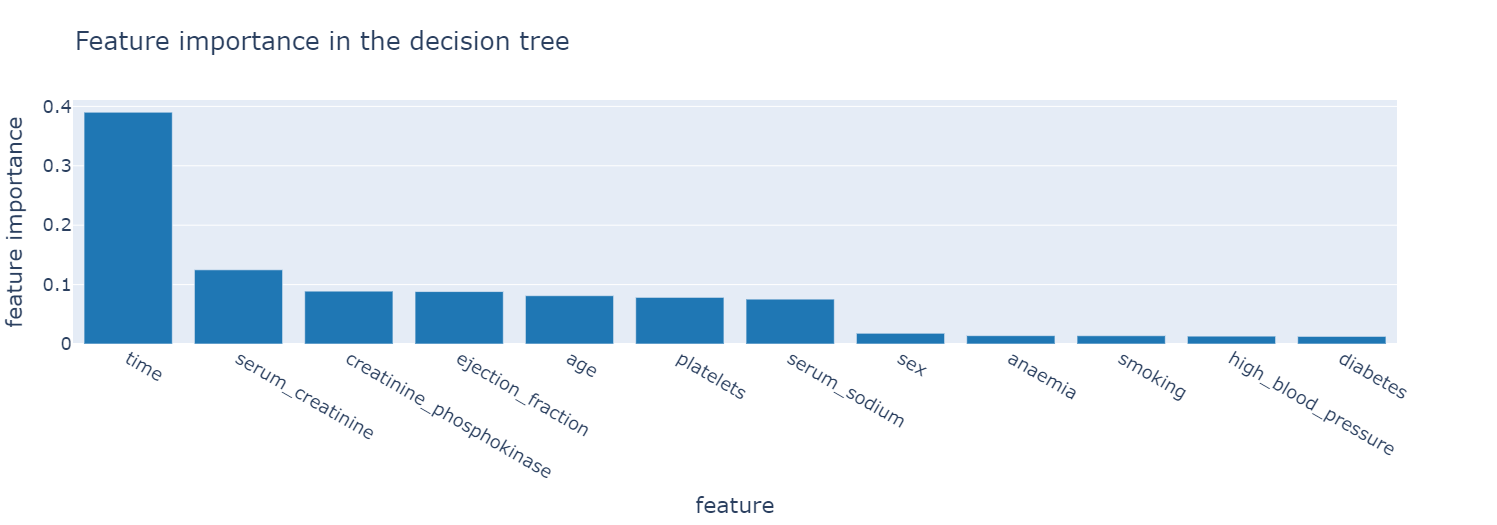 Feature importance in the decision tree
feature importance
0.4
0.3
0.2
0.1
0
time
serum_creatinine
creatinine_phosphokinase
ejection_fraction
age
platelets
serum_sodium
sex
anaemia
smoking
high_blood_pressure
diabetes
feature